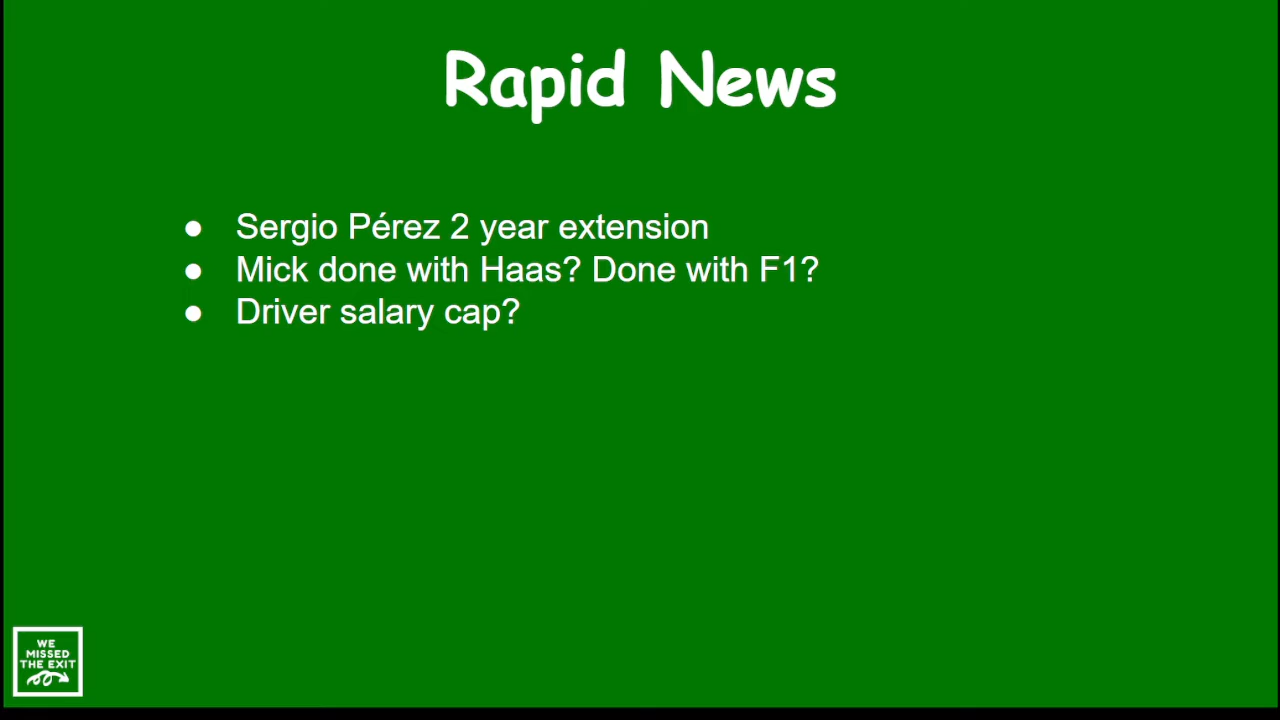 Rapid News
● Sergio Pérez 2 year extension
● Mick done with Haas? Done with F1?
● Driver salary cap?
WE
MISSED
THE EXIT